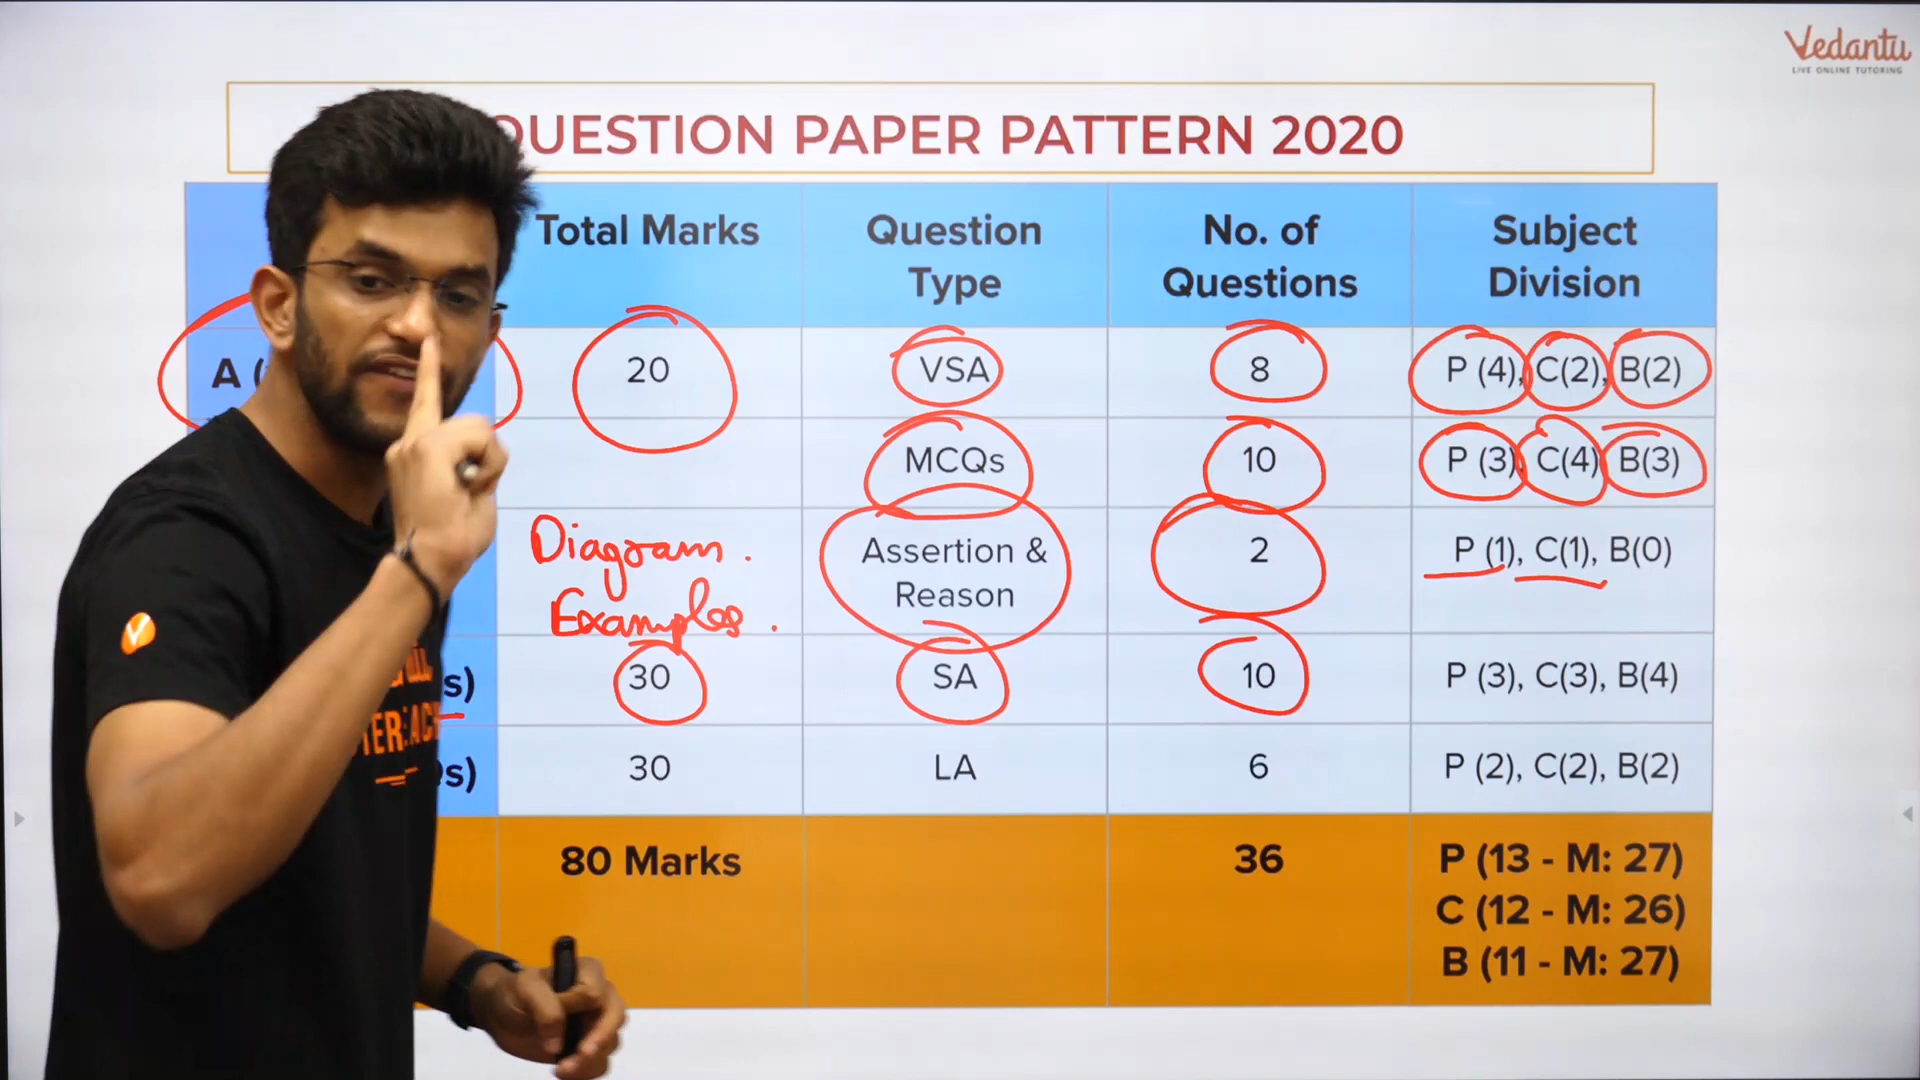 Vedantu
LIVE ONLINE TUTORING
QUESTION PAPER PATTERN 2020
Total Marks
Question
Type
No. of
Questions
Subject
Division
A (
20
VSA
8
P (4), C(2), B(2)
MCQs
10
P (3), C(4), B(3)
Diagram.
Examples.
Assertion &
Reason
2
P (1), C(1), B(0)
s)
30
SA
10
P (3), C(3), B(4)
s)
30
LA
6
P (2), C(2), B(2)
80 Marks
36
P (13 - M: 27)
C (12 - M: 26)
B (11 - M: 27)